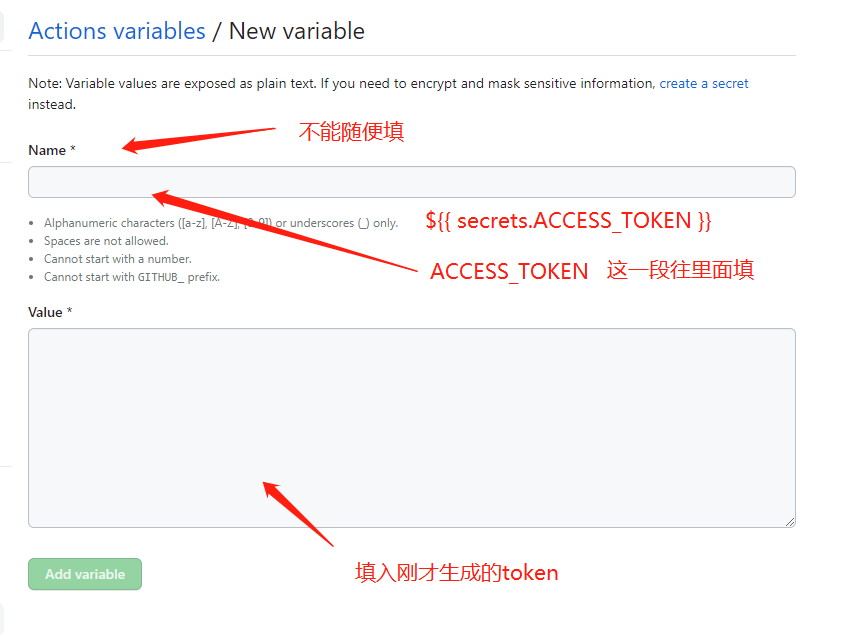 Actions variables / New variable
Note: Variable values are exposed as plain text. If you need to encrypt and mask sensitive information, create a secret
instead.
不能随便填
Name *
Alphanumeric characters ([a-z], [A-Z], [0-9]) or underscores (_) only.
${{ secrets.ACCESS_TOKEN }}
Spaces are not allowed.
Cannot start with a number.
ACCESS_TOKEN 这一段往里面填
Cannot start with GITHUB_ prefix.
Value *
填入刚才生成的token
Add variable